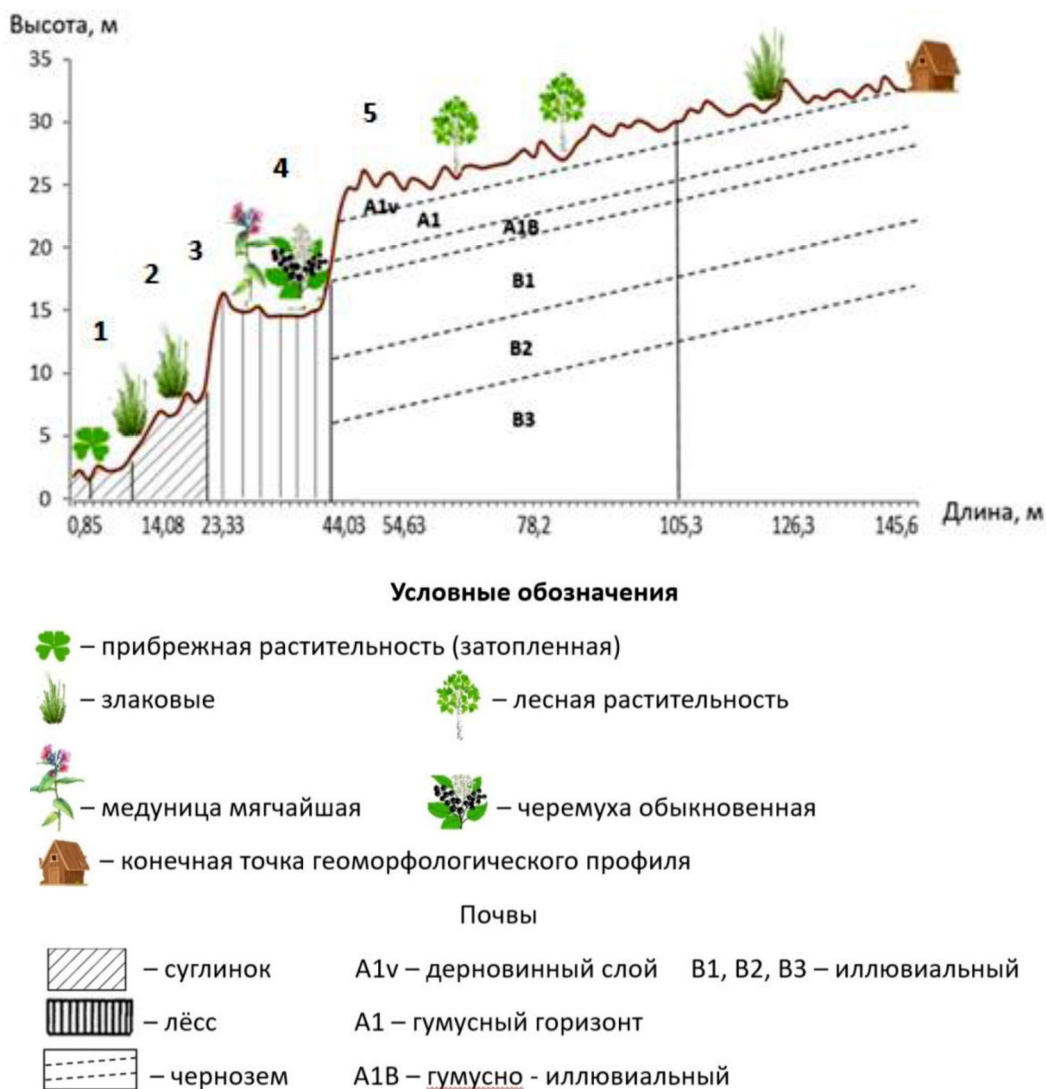 Высота, м
35
30
25
20
15
10
5
0
1
2
3
4
5
A1v
A1
A1B
B1
B2
B3
0,85 14,08 23,33 44,03 54,63 78,2 105,3 126,3 145,6
Длина, м
Условные обозначения
– прибрежная растительность (затопленная)
– злаковые – лесная растительность
– медуница мягчайшая – черемуха обыкновенная
– конечная точка геоморфологического профиля
Почвы
– суглинок A1v – дерновинный слой B1, B2, B3 – иллювиальный
– лёсс A1 – гумусный горизонт
– чернозем A1B – гумусно - иллювиальный